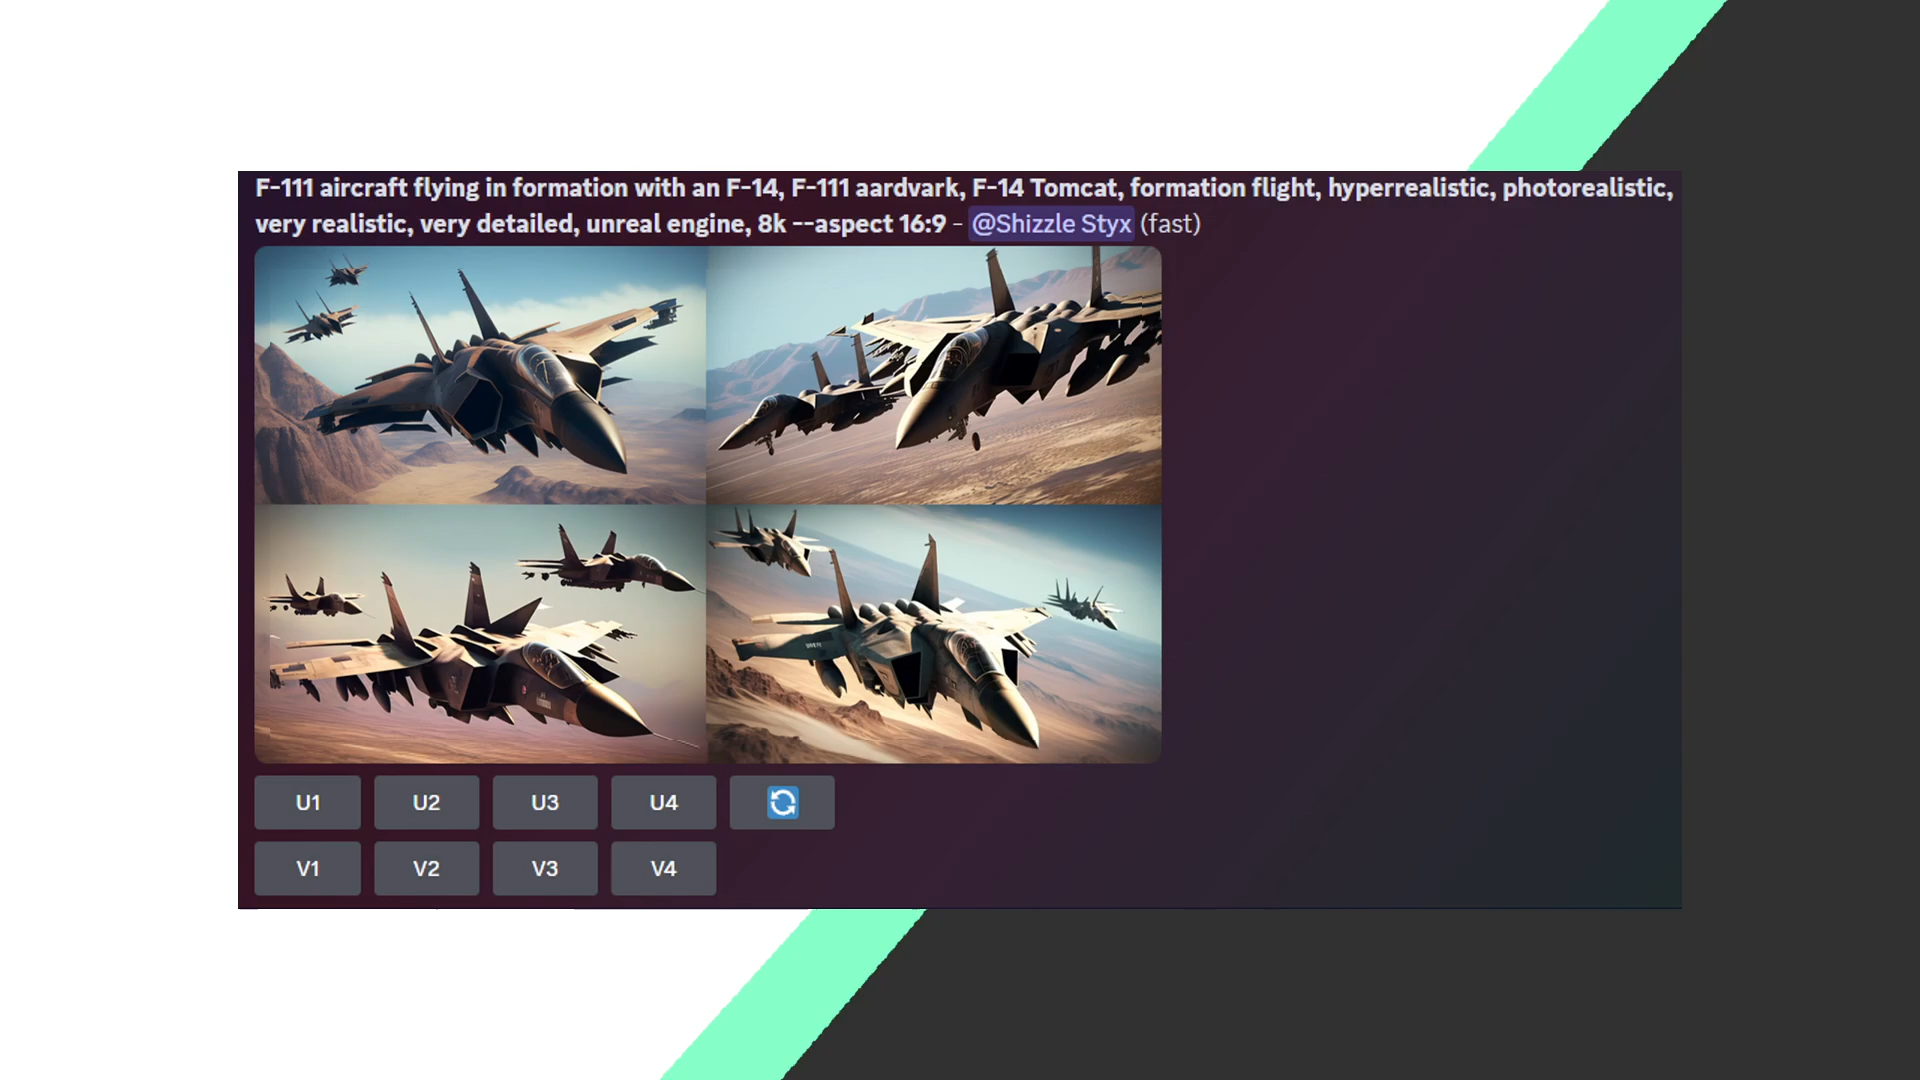 F-111 aircraft flying in formation with an F-14, F-111 aardvark, F-14 Tomcat, formation flight, hyperrealistic, photorealistic,
very realistic, very detailed, unreal engine, 8k --aspect 16:9 - @Shizzle Styx (fast)
U1 U2 U3 U4
V1 V2 V3 V4